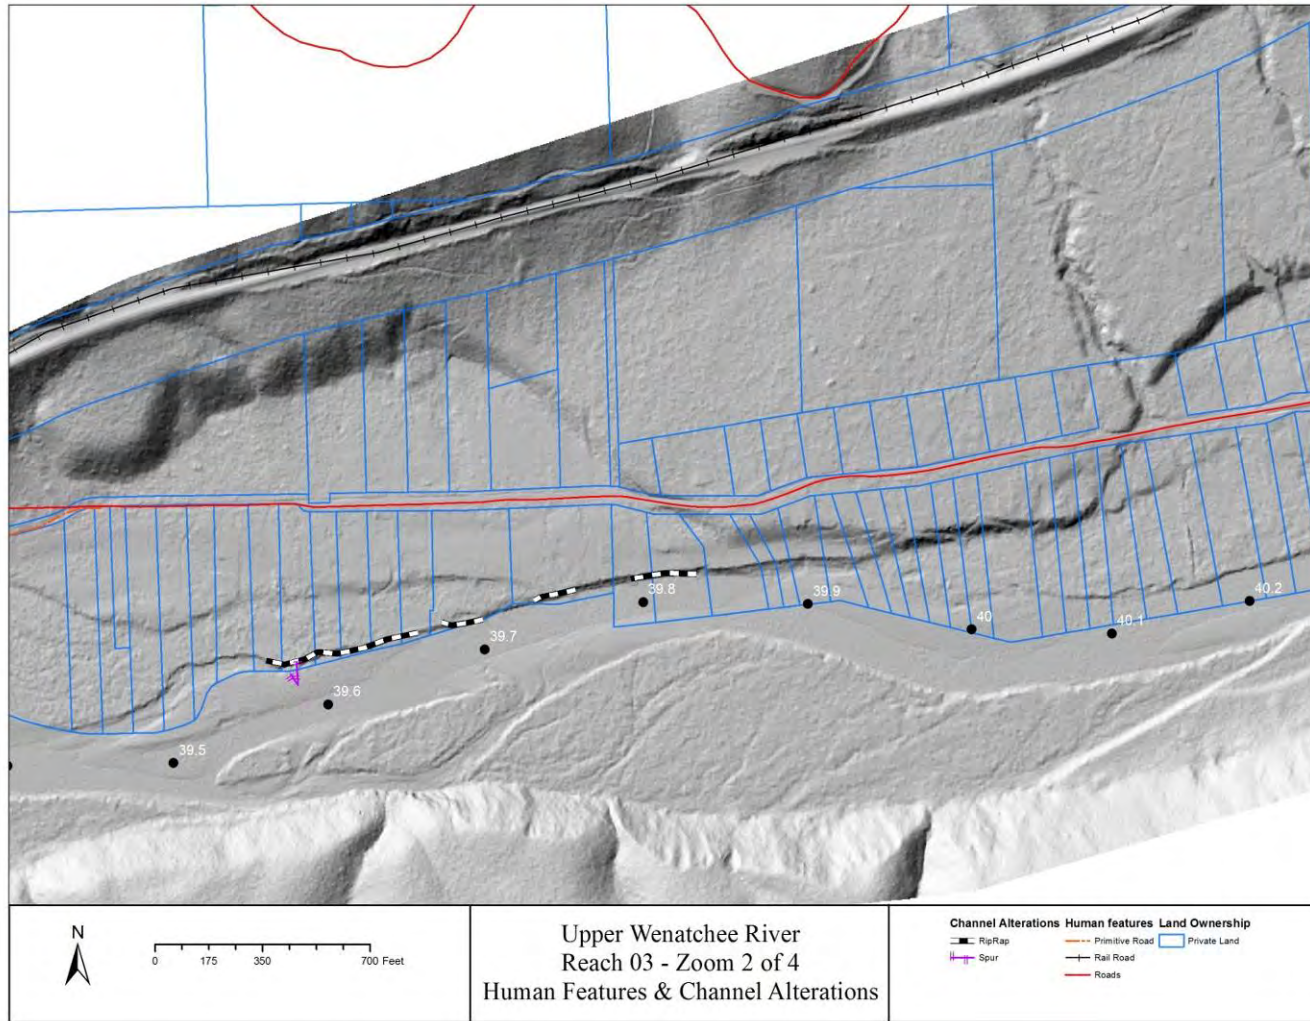 39.8
39.9
40
40.1
40.2
39.7
39.6
39.5
N
0 175 350 700 Feet
Upper Wenatchee River
Reach 03 - Zoom 2 of 4
Human Features & Channel Alterations
Channel Alterations
RipRap
Spur
Human features
Primitive Road
Rail Road
Roads
Land Ownership
Private Land